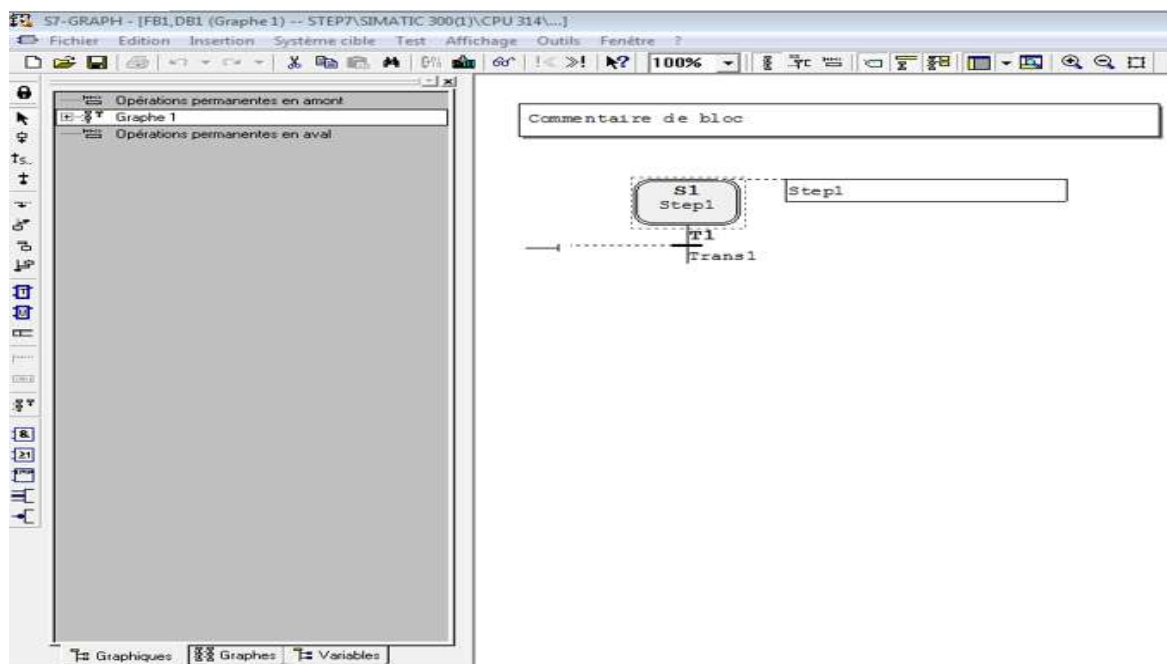 S7-GRAPH - [FB1,DB1 (Graphe 1) -- STEP7\SIMATIC 300(1)\CPU 314\...]
Fichier Edition Insertion Système cible Test Affichage Outils Fenêtre ?
100%
Opérations permanentes en amont
Graphe 1
Opérations permanentes en aval
Commentaire de bloc
S1
Step1
Step1
T1
Trans1
Graphiques Graphes Variables